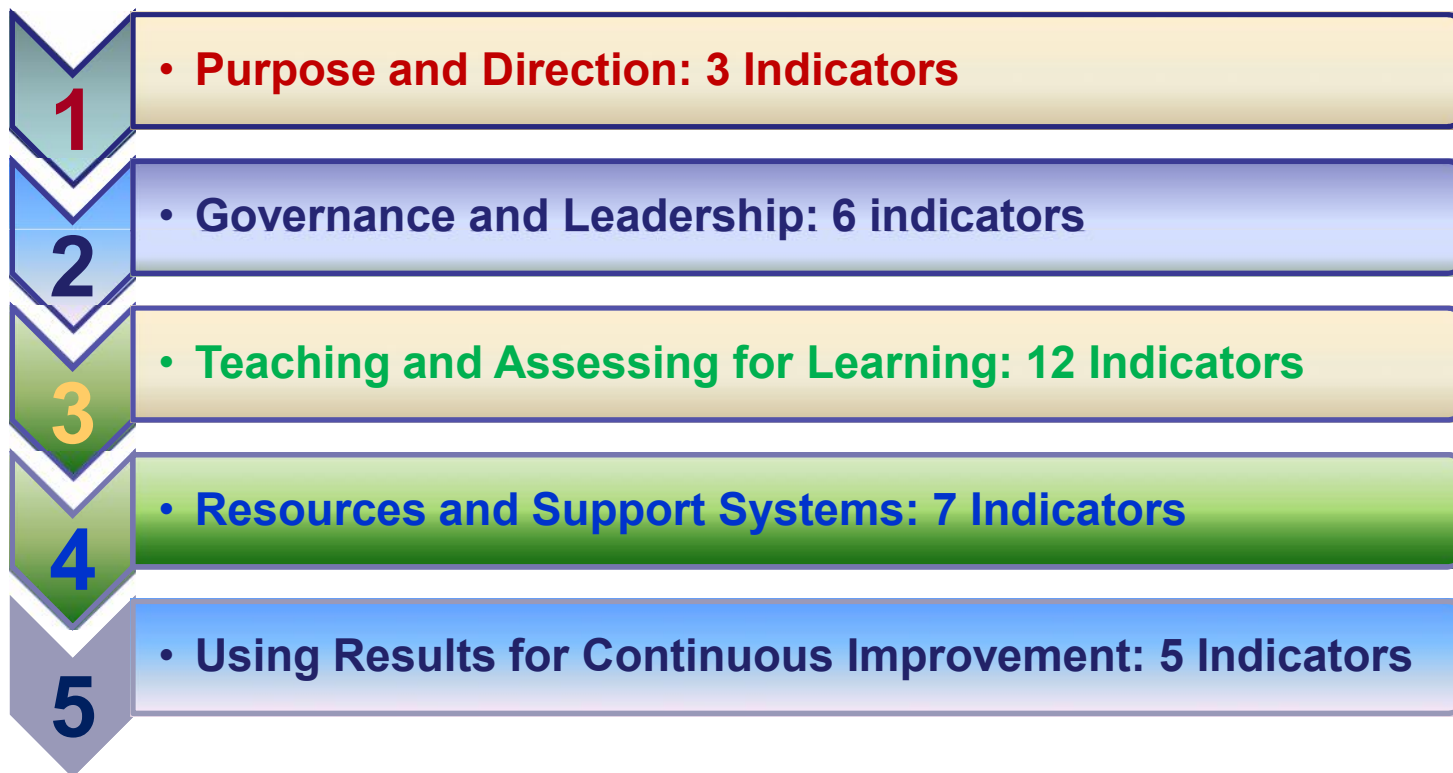 1
• Purpose and Direction: 3 Indicators
2
• Governance and Leadership: 6 indicators
3
• Teaching and Assessing for Learning: 12 Indicators
4
• Resources and Support Systems: 7 Indicators
5
• Using Results for Continuous Improvement: 5 Indicators